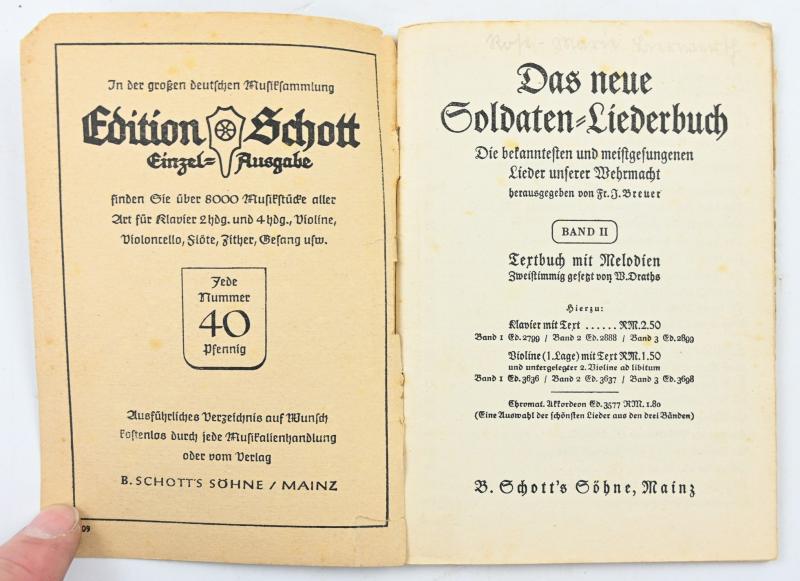 In der großen deutschen Musiksammlung
Edition Schott
Einzel=Ausgabe
finden Sie über 8000 Musikstücke aller
Art für Klavier 2hdg. und 4hdg., Violine,
Violoncello, Flöte, Zither, Gesang usw.
Jede
Nummer
40
Pfennig
Ausführliches Verzeichnis auf Wunsch
kostenlos durch jede Musikalienhandlung
oder vom Verlag
B. SCHOTT'S SÖHNE / MAINZ
09
Rose-Marie
Das neue
Soldaten=Liederbuch
Die bekanntesten und meistgesungenen
Lieder unserer Wehrmacht
herausgegeben von Fr. J. Breuer
BAND II
Textbuch mit Melodien
Zweistimmig gesetzt von W. Draths
Hierzu:
Klavier mit Text ...... RM. 2.50
Band 1 Ed. 2799 / Band 2 Ed. 2888 / Band 3 Ed. 2899
Violine (1. Lage) mit Text RM. 1.50
und untergelegter 2. Violine ad libitum
Band 1 Ed. 3636 / Band 2 Ed. 3637 / Band 3 Ed. 3698
Chromat. Akkordeon Ed. 3577 RM. 1.80
(Eine Auswahl der schönsten Lieder aus den drei Bänden)
B. Schott's Söhne, Mainz